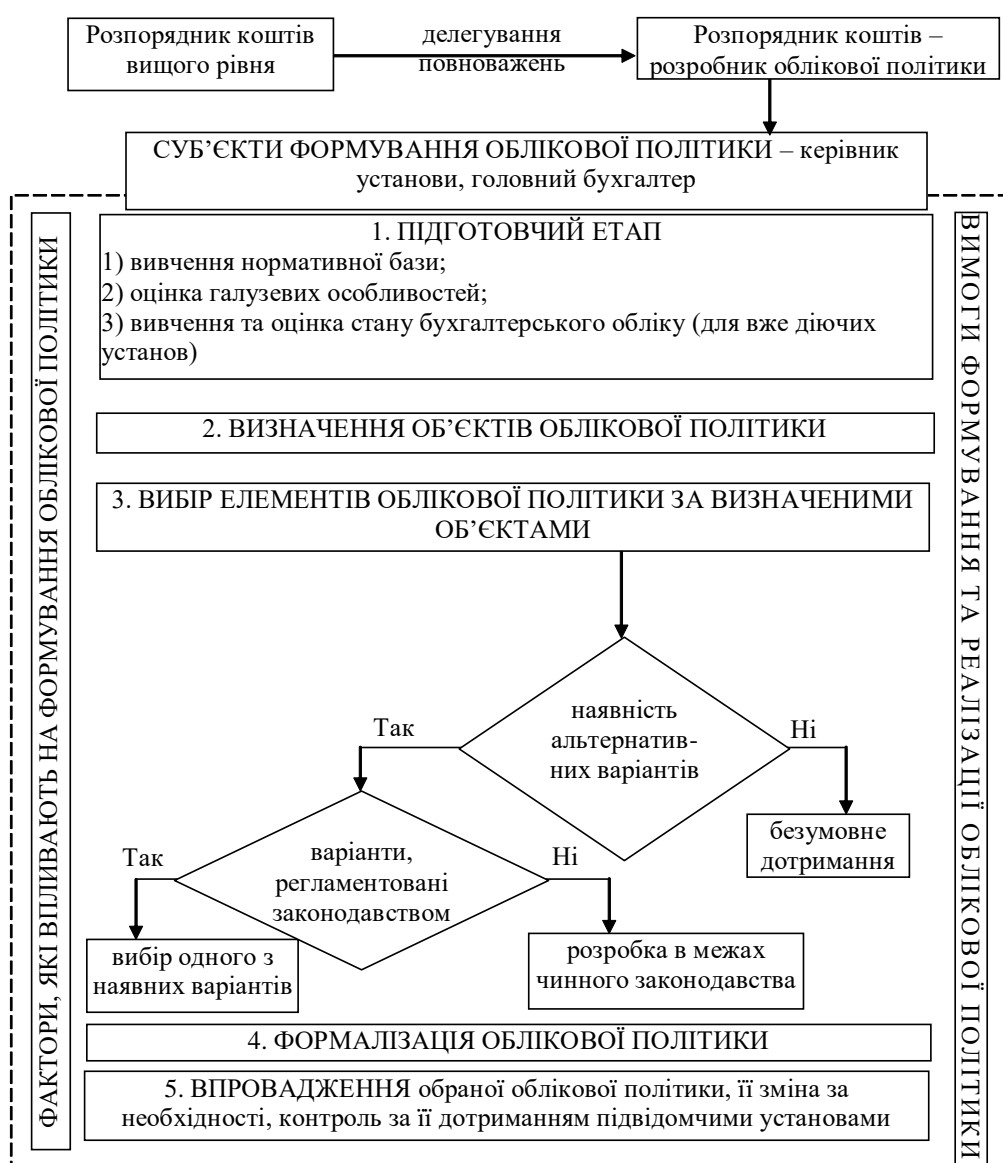 Розпорядник коштів
вищого рівня
делегування
повноважень
Розпорядник коштів –
розробник облікової політики
СУБ’ЄКТИ ФОРМУВАННЯ ОБЛІКОВОЇ ПОЛІТИКИ – керівник
установи, головний бухгалтер
ФАКТОРИ, ЯКІ ВПЛИВАЮТЬ НА ФОРМУВАННЯ ОБЛІКОВОЇ ПОЛІТИКИ
1. ПІДГОТОВЧИЙ ЕТАП
1) вивчення нормативної бази;
2) оцінка галузевих особливостей;
3) вивчення та оцінка стану бухгалтерського обліку (для вже діючих
установ)
2. ВИЗНАЧЕННЯ ОБ’ЄКТІВ ОБЛІКОВОЇ ПОЛІТИКИ
3. ВИБІР ЕЛЕМЕНТІВ ОБЛІКОВОЇ ПОЛІТИКИ ЗА ВИЗНАЧЕНИМИ
ОБ’ЄКТАМИ
наявність
альтернатив-
них варіантів
Так
Ні
безумовне
дотримання
варіанти,
регламентовані
законодавством
Так
Ні
вибір одного з
наявних варіантів
розробка в межах
чинного законодавства
4. ФОРМАЛІЗАЦІЯ ОБЛІКОВОЇ ПОЛІТИКИ
5. ВПРОВАДЖЕННЯ обраної облікової політики, її зміна за
необхідності, контроль за її дотриманням підвідомчими установами
ВИМОГИ ФОРМУВАННЯ ТА РЕАЛІЗАЦІЇ ОБЛІКОВОЇ ПОЛІТИКИ